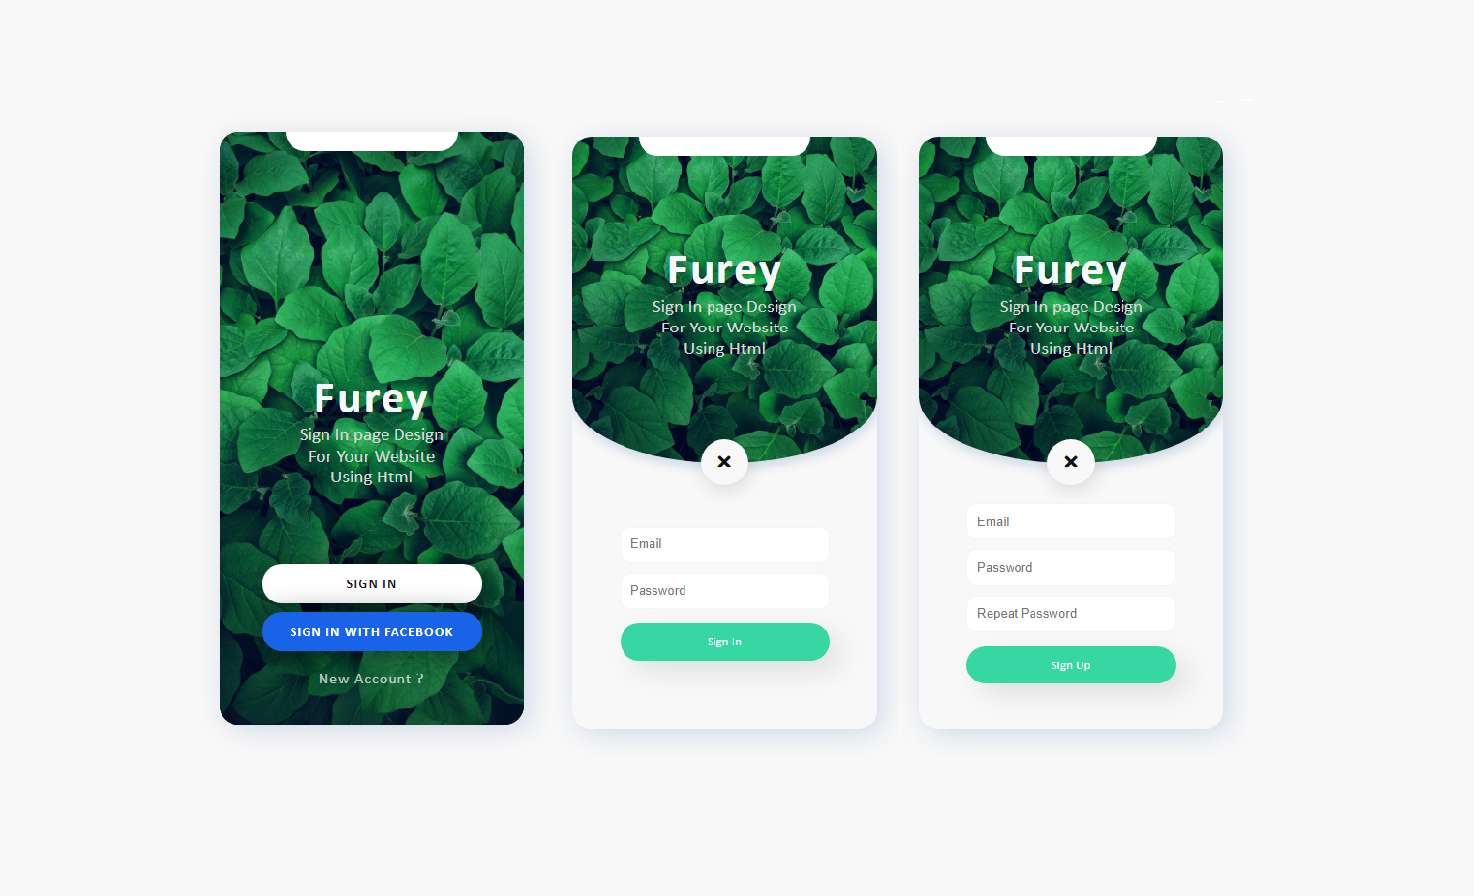 Furey
Sign In page Design
For Your Website
Using Html
SIGN IN
SIGN IN WITH FACEBOOK
New Account ?
Furey
Sign In page Design
For Your Website
Using Html
Email
Password
Sign In
Furey
Sign In page Design
For Your Website
Using Html
Email
Password
Repeat Password
Sign Up